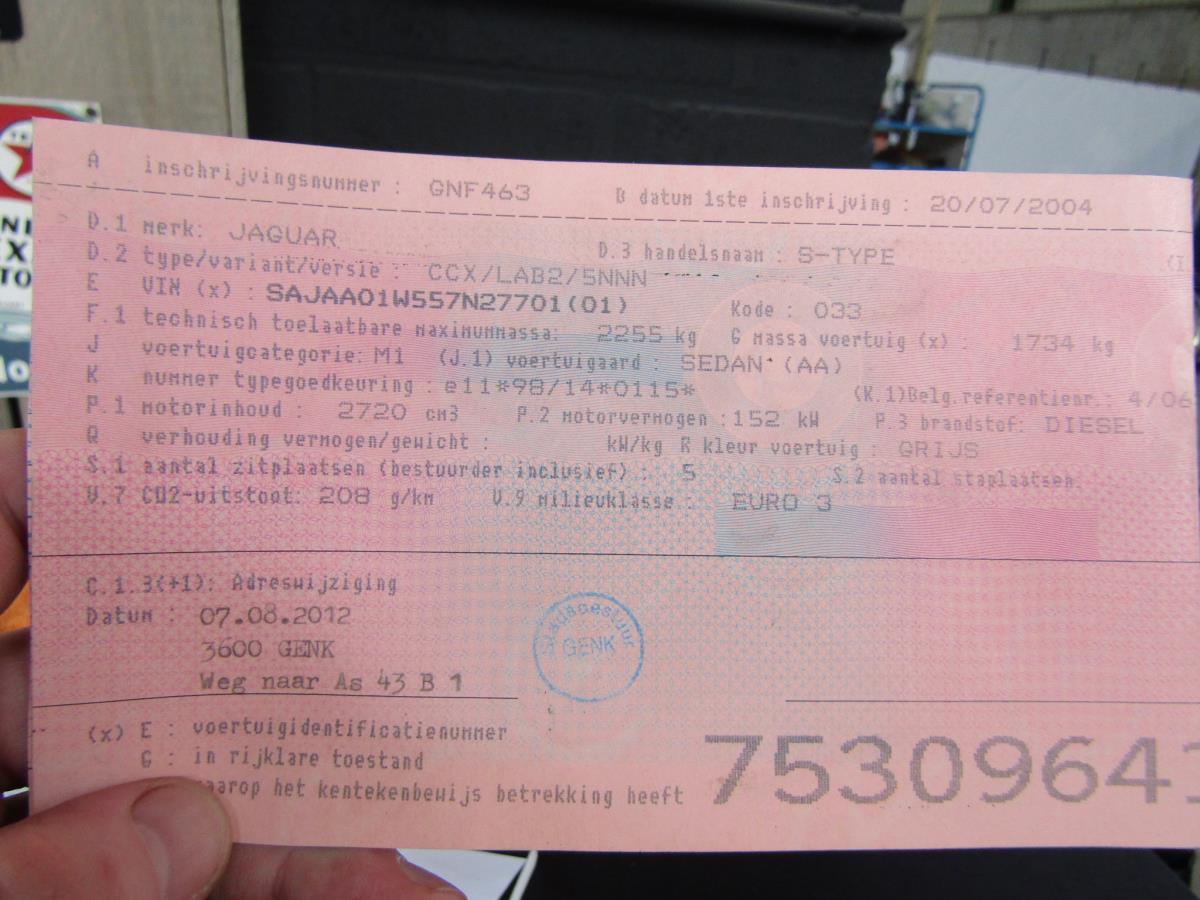 A inschrijvingsnummer : GNF463 B datum 1ste inschrijving : 20/07/2004
D.1 merk: JAGUAR D.3 handelsnaam : S-TYPE
D.2 type/variant/versie : CCX/LAB2/5NNN
E VIN (x) : SAJAA01W557N27701(01) Kode : 033
F.1 technisch toelaatbare maximummassa: 2255 kg G massa voertuig (x) : 1734 kg
J voertuigcategorie: M1 (J.1) voertuigaard : SEDAN (AA)
K nummer typegoedkeuring : e11*98/14*0115* (K.1)Belg.referentienr.: 4/06
P.1 motorinhoud : 2720 cm3 P.2 motorvermogen : 152 kW P.3 brandstof: DIESEL
Q verhouding vermogen/gewicht : kW/kg R kleur voertuig : GRIJS
S.1 aantal zitplaatsen (bestuurder inclusief) : 5 S.2 aantal staplaatsen:
V.7 CO2-uitstoot: 208 g/km V.9 milieuklasse : EURO 3
C.1.3(+1): Adreswijziging
Datum : 07.08.2012
3600 GENK
Weg naar As 43 B 1
Stadsbestuur
GENK
(x) E : voertuigidentificatienummer
G : in rijklare toestand
aarop het kentekenbewijs betrekking heeft
75309641